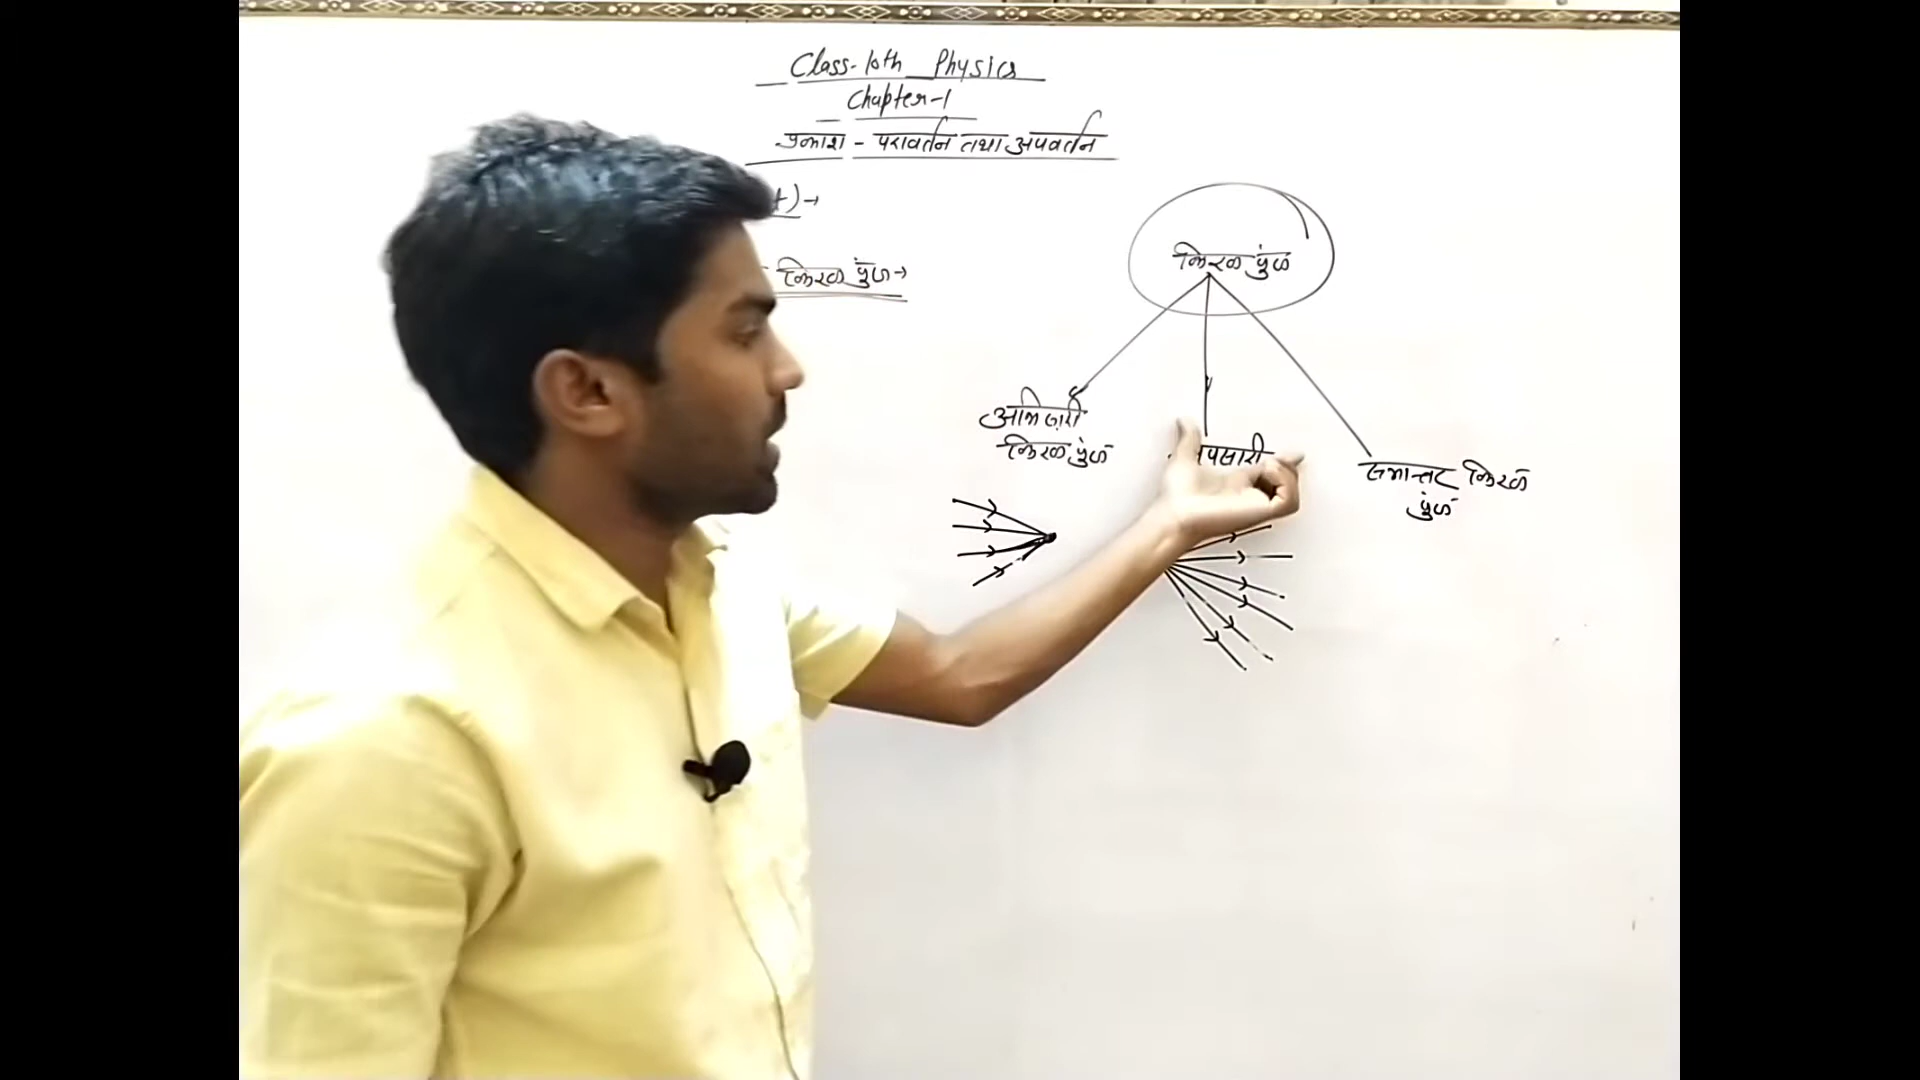 Class-10th Physics
Chapter-1
प्रकाश - परावर्तन तथा अपवर्तन
t)→
किरण पुंज→
किरण पुंज
अभिसारी
किरण पुंज
पसारी
समान्तर किरण
पुंज